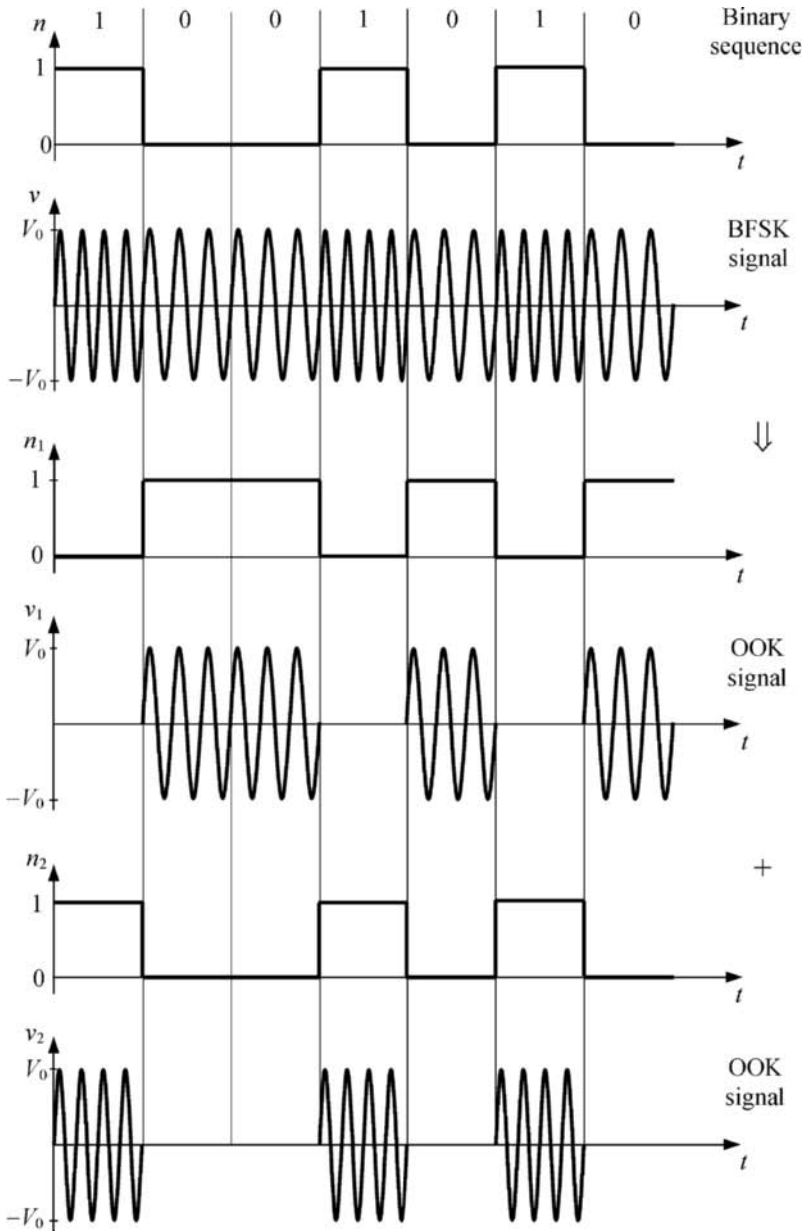 n 1 0 0 1 0 1 0 Binary
sequence
1
0
t
v
V₀
BFSK
signal
t
−V₀
n₁
⇓
1
0
t
v₁
V₀
OOK
signal
t
−V₀
n₂
+
1
0
t
v₂
V₀
OOK
signal
t
−V₀